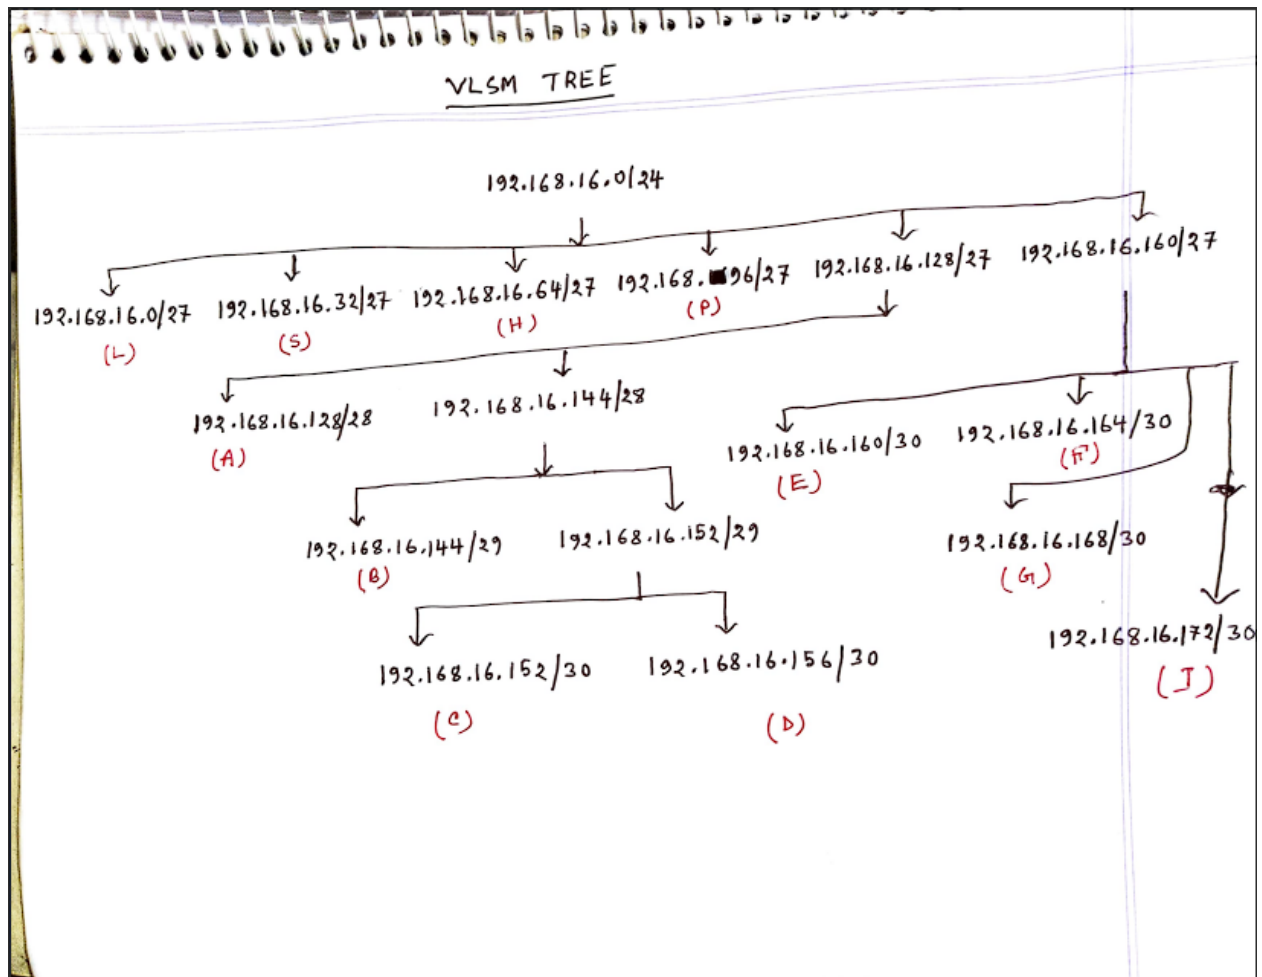 VLSM TREE
192.168.16.0/24
192.168.16.0/27 192.168.16.32/27 192.168.16.64/27 192.168.96/27 192.168.16.128/27 192.168.16.160/27
(L) (S) (H) (P)
192.168.16.128/28 192.168.16.144/28
(A)
192.168.16.160/30 192.168.16.164/30
(E) (F)
192.168.16.144/29 192.168.16.152/29 192.168.16.168/30
(B) (G)
192.168.16.152/30 192.168.16.156/30 192.168.16.172/30
(C) (D) (J)